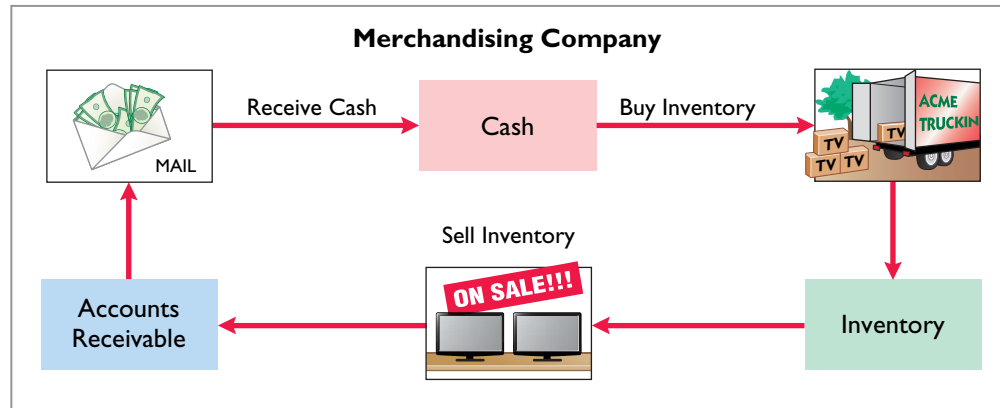 Merchandising Company
Receive Cash
Cash
Buy Inventory
ACME
TRUCKIN
TV
TV
TV
TV
MAIL
Sell Inventory
ON SALE!!!
Accounts
Receivable
Inventory